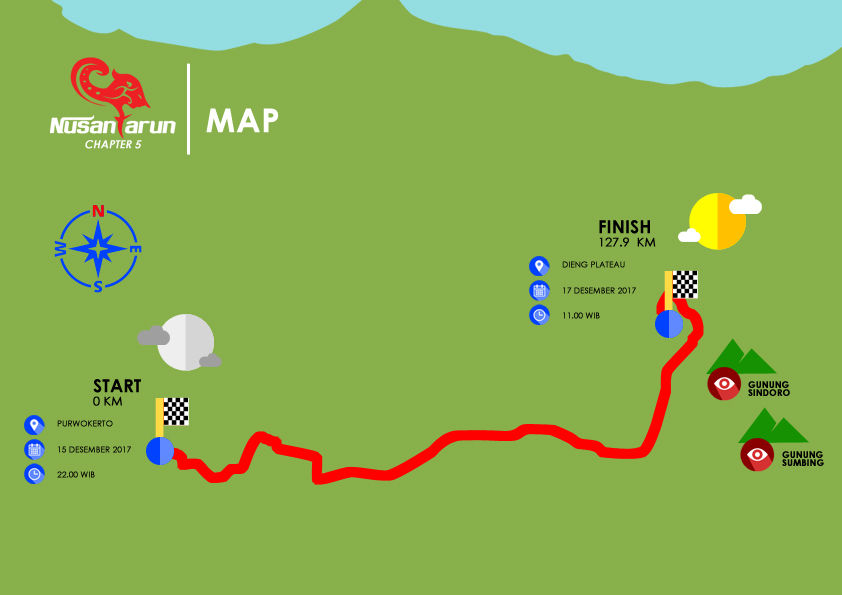 NusanTarun
CHAPTER 5
MAP
N
W
E
S
FINISH
127.9 KM
DIENG PLATEAU
17 DESEMBER 2017
11.00 WIB
START
0 KM
PURWOKERTO
15 DESEMBER 2017
22.00 WIB
GUNUNG
SINDORO
GUNUNG
SUMBING